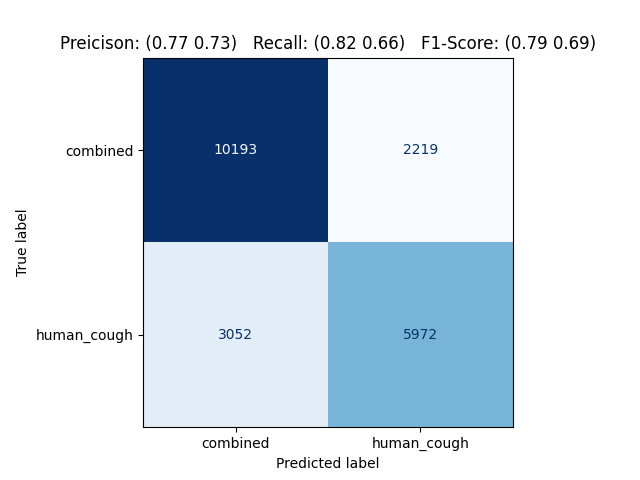 Preicison: (0.77 0.73)   Recall: (0.82 0.66)   F1-Score: (0.79 0.69)
combined
10193
2219
True label
human_cough
3052
5972
combined
human_cough
Predicted label